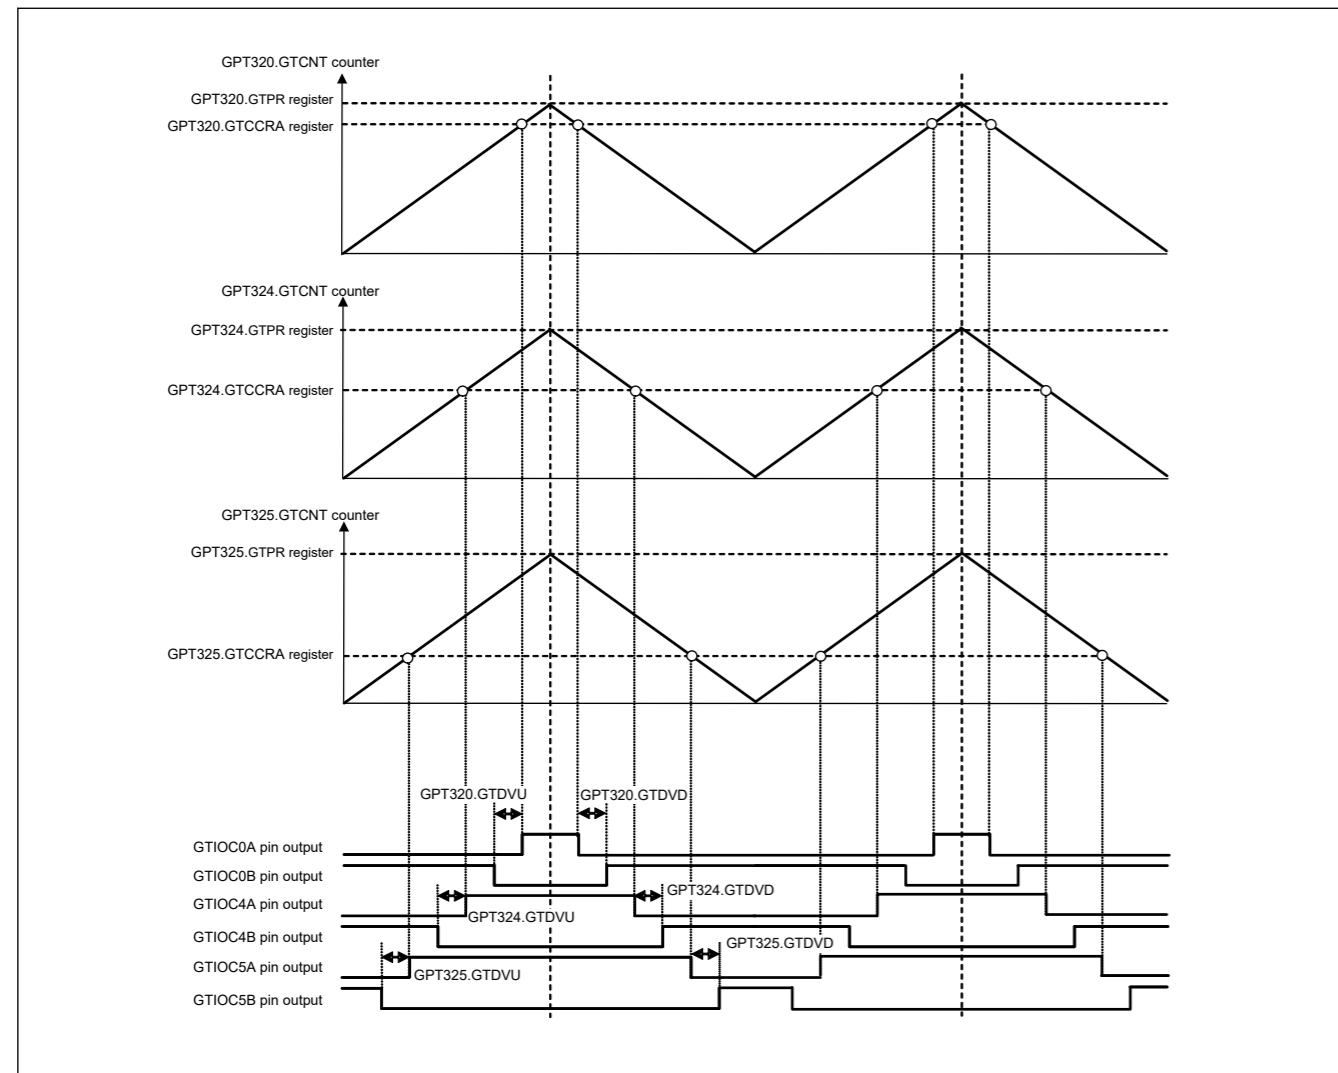 GPT320.GTCNT counter
GPT320.GTPR register
GPT320.GTCCRA register
GPT324.GTCNT counter
GPT324.GTPR register
GPT324.GTCCRA register
GPT325.GTCNT counter
GPT325.GTPR register
GPT325.GTCCRA register
GPT320.GTDVU
GPT320.GTDVD
GTIOC0A pin output
GTIOC0B pin output
GPT324.GTDVD
GTIOC4A pin output
GPT324.GTDVU
GTIOC4B pin output
GPT325.GTDVD
GTIOC5A pin output
GPT325.GTDVU
GTIOC5B pin output